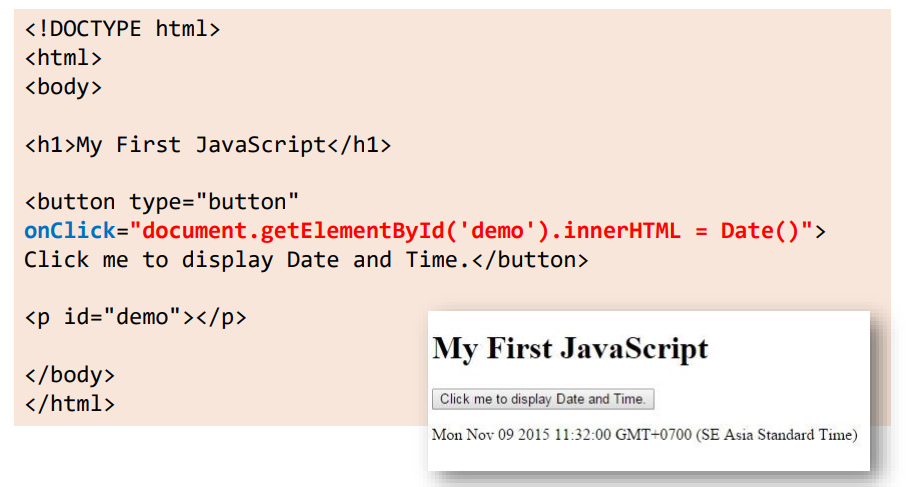 <!DOCTYPE html>
<html>
<body>
<h1>My First JavaScript</h1>
<button type="button"
onClick="document.getElementById('demo').innerHTML = Date()">
Click me to display Date and Time.</button>
<p id="demo"></p>
</body>
</html>
My First JavaScript
Click me to display Date and Time.
Mon Nov 09 2015 11:32:00 GMT+0700 (SE Asia Standard Time)